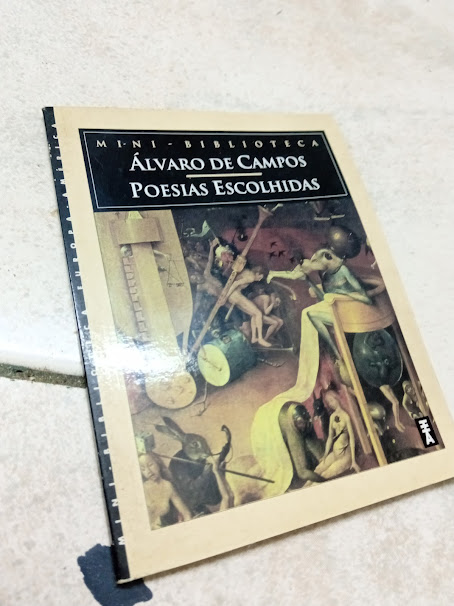 MINI-BIBLIOTECA
ÁLVARO DE CAMPOS
POESIAS ESCOLHIDAS